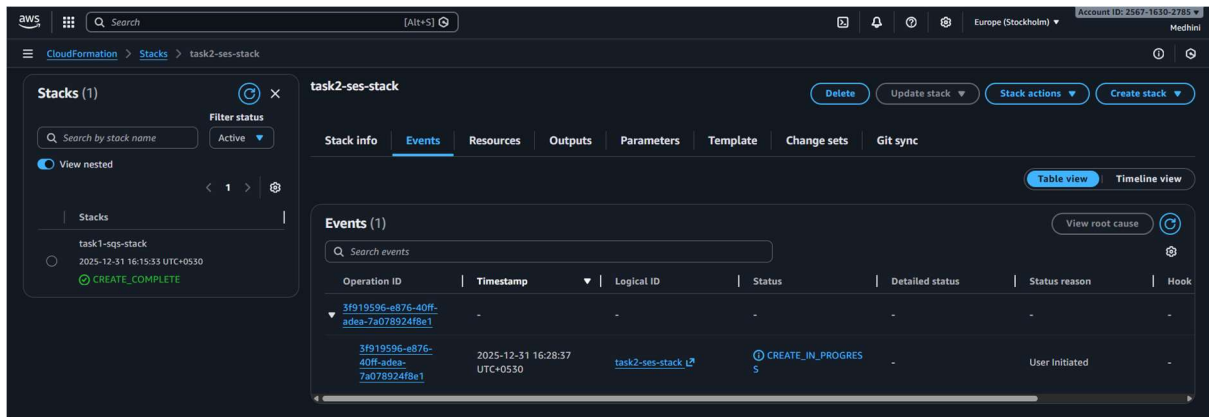 aws
Search
[Alt+S]
Europe (Stockholm) ▼
Account ID: 2567-1630-2785 ▼
Medhini
CloudFormation > Stacks > task2-ses-stack
Stacks (1)
Filter status
Search by stack name
Active ▼
View nested
< 1 >
Stacks
task1-sqs-stack
2025-12-31 16:15:33 UTC+0530
CREATE_COMPLETE
task2-ses-stack
Delete
Update stack ▼
Stack actions ▼
Create stack ▼
Stack info
Events
Resources
Outputs
Parameters
Template
Change sets
Git sync
Table view
Timeline view
Events (1)
View root cause
Search events
Operation ID
Timestamp ▼
Logical ID
Status
Detailed status
Status reason
Hook
▼ 3f919596-e876-40ff-
adea-7a078924f8e1
-
-
-
-
-
-
3f919596-e876-
40ff-adea-
7a078924f8e1
2025-12-31 16:28:37
UTC+0530
task2-ses-stack
CREATE_IN_PROGRES
S
-
User Initiated
-